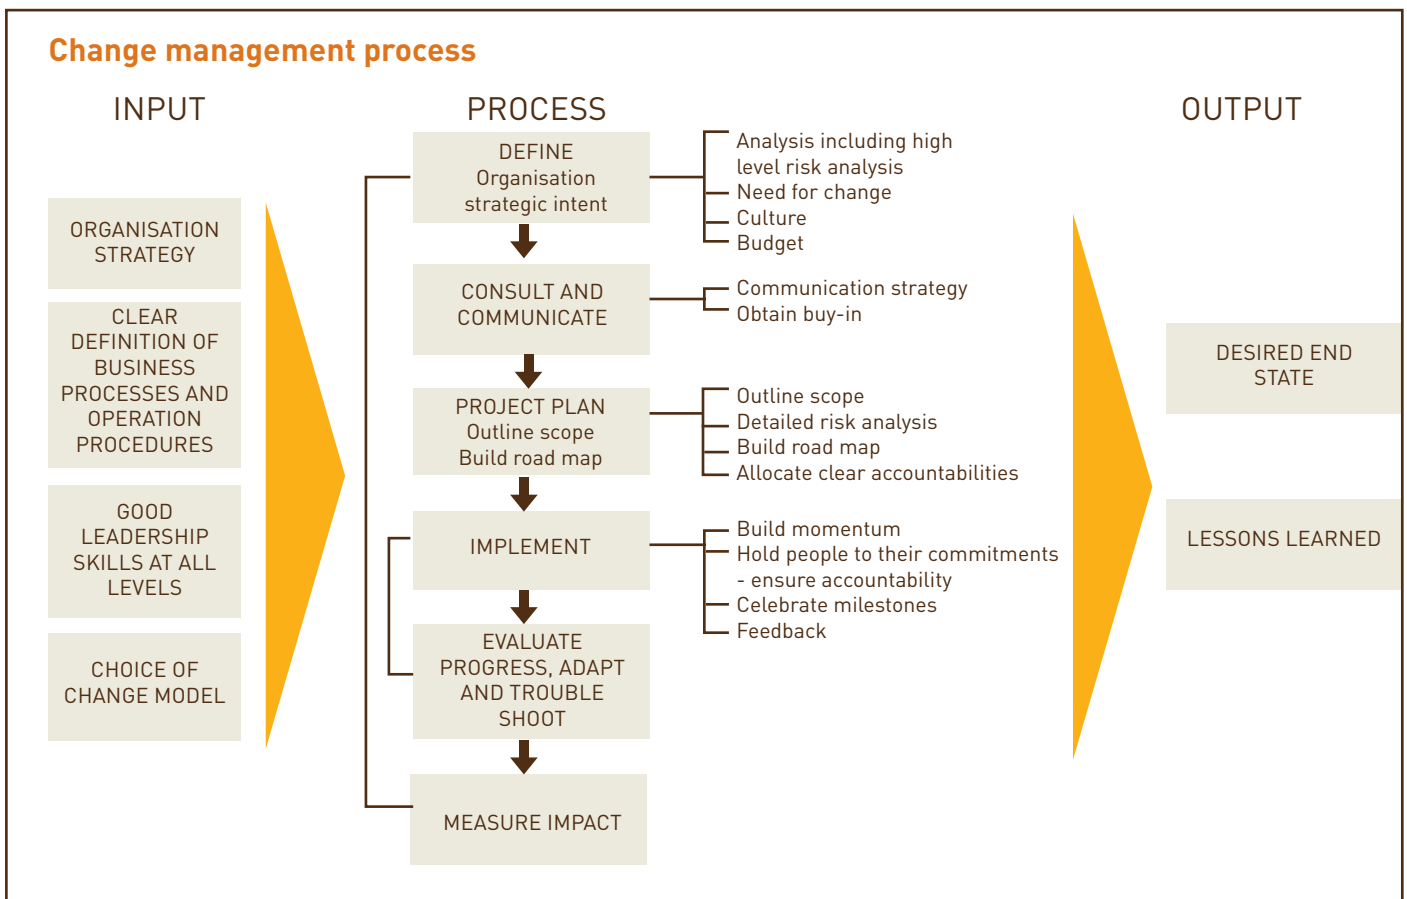 Change management process
INPUT
ORGANISATION
STRATEGY
CLEAR
DEFINITION OF
BUSINESS
PROCESSES AND
OPERATION
PROCEDURES
GOOD
LEADERSHIP
SKILLS AT ALL
LEVELS
CHOICE OF
CHANGE MODEL
PROCESS
DEFINE
Organisation
strategic intent
Analysis including high
level risk analysis
Need for change
Culture
Budget
CONSULT AND
COMMUNICATE
Communication strategy
Obtain buy-in
PROJECT PLAN
Outline scope
Build road map
Outline scope
Detailed risk analysis
Build road map
Allocate clear accountabilities
IMPLEMENT
Build momentum
Hold people to their commitments
- ensure accountability
Celebrate milestones
Feedback
EVALUATE
PROGRESS, ADAPT
AND TROUBLE
SHOOT
MEASURE IMPACT
OUTPUT
DESIRED END
STATE
LESSONS LEARNED